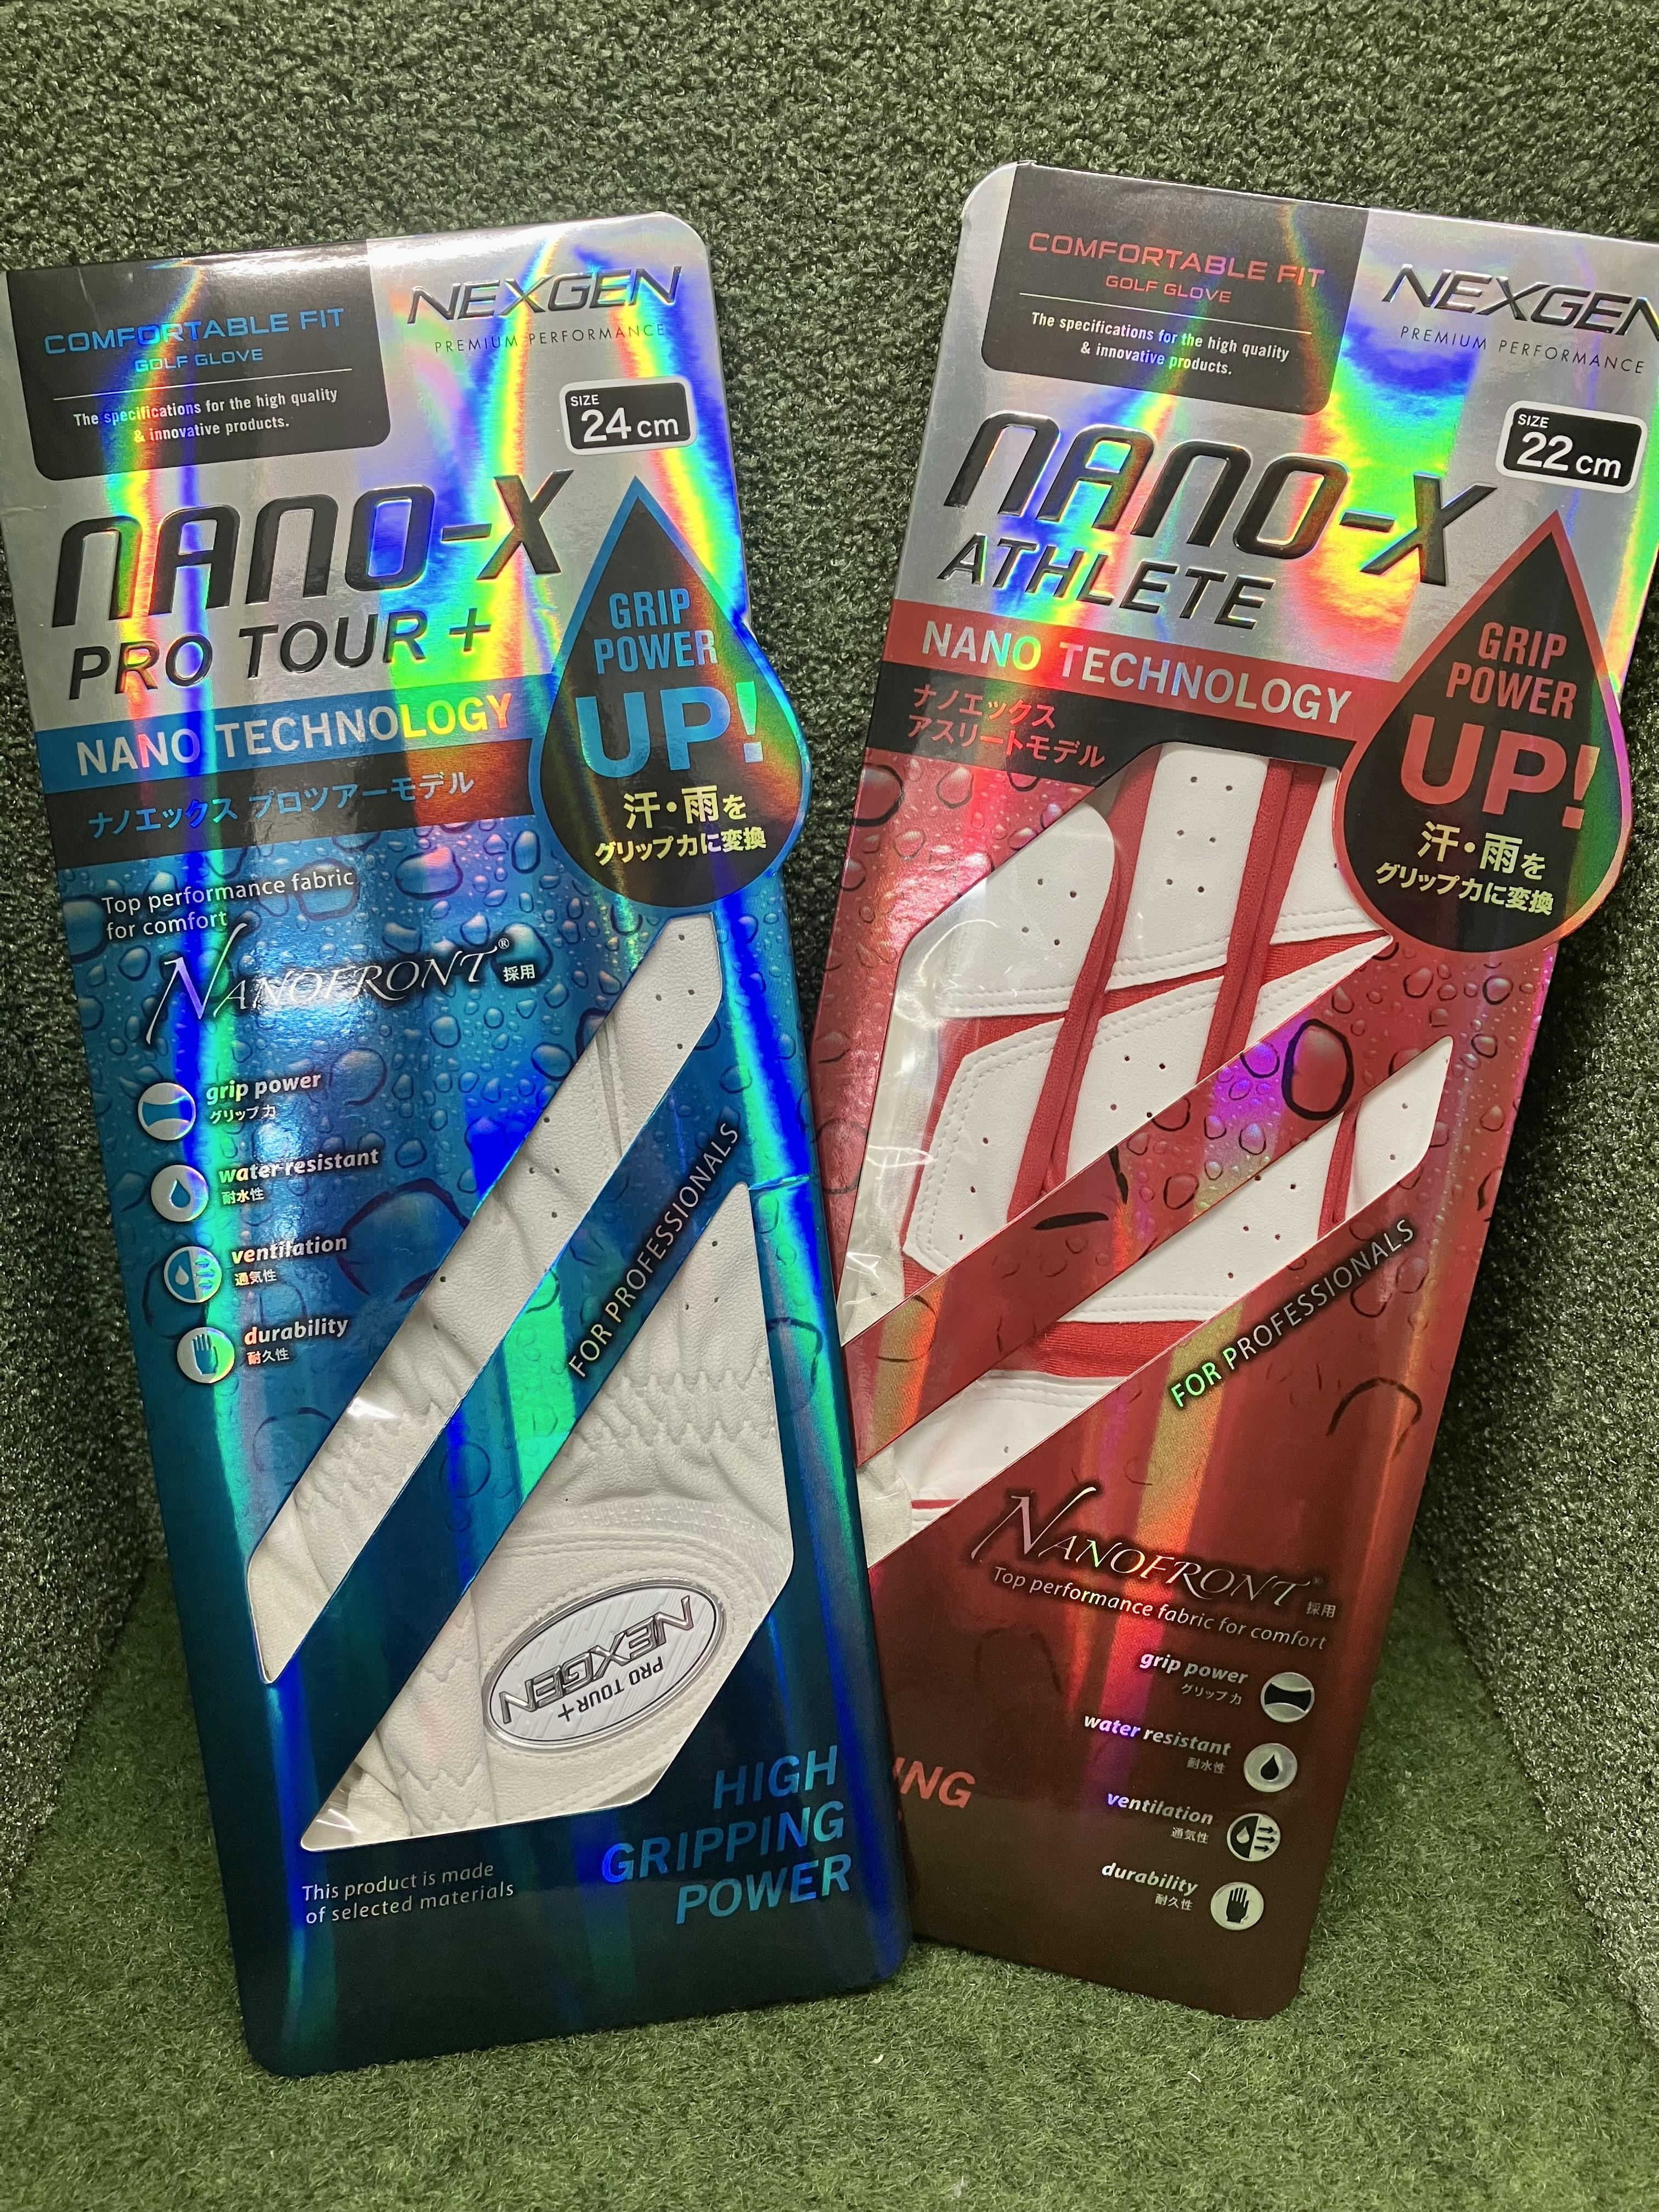 COMFORTABLE FIT
GOLF GLOVE
The specifications for the high quality
& innovative products.
NEXGEN
PREMIUM PERFORMANCE
SIZE
24 cm
NANO-X
PRO TOUR +
NANO TECHNOLOGY
ナノエックス プロツアーモデル
GRIP
POWER
UP!
汗・雨を
グリップ力に変換
Top performance fabric
for comfort
NANOFRONT® 採用
grip power
グリップ力
water resistant
耐水性
ventilation
通気性
durability
耐久性
FOR PROFESSIONALS
NEXGEN
PRO TOUR +
HIGH
GRIPPING
POWER
This product is made
of selected materials
COMFORTABLE FIT
GOLF GLOVE
The specifications for the high quality
& innovative products.
NEXGEN
PREMIUM PERFORMANCE
SIZE
22 cm
NANO-X
ATHLETE
NANO TECHNOLOGY
ナノエックス
アスリートモデル
GRIP
POWER
UP!
汗・雨を
グリップ力に変換
FOR PROFESSIONALS
NANOFRONT® 採用
Top performance fabric for comfort
grip power
グリップ力
water resistant
耐水性
ventilation
通気性
durability
耐久性